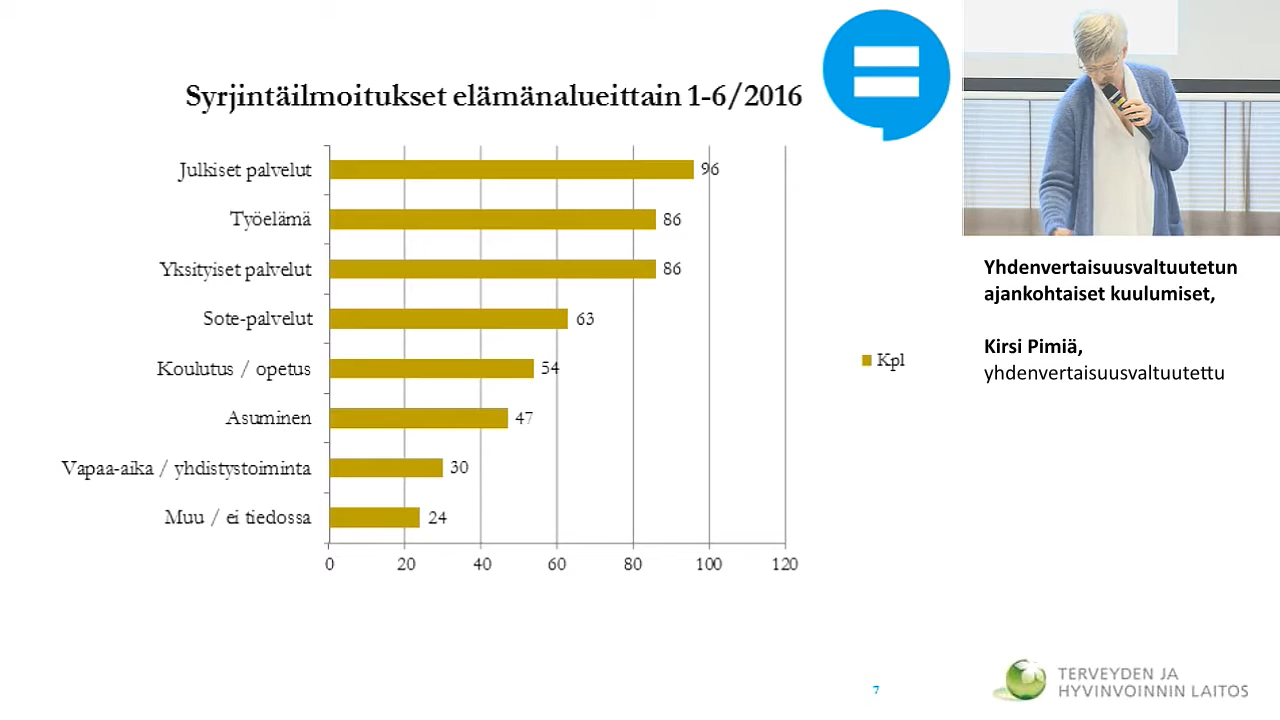 Syrjintäilmoitukset elämänalueittain 1-6/2016
Julkiset palvelut 96
Työelämä 86
Yksityiset palvelut 86
Sote-palvelut 63
Koulutus / opetus 54
Asuminen 47
Vapaa-aika / yhdistystoiminta 30
Muu / ei tiedossa 24
0 20 40 60 80 100 120
Kpl
7
Yhdenvertaisuusvaltuutetun
ajankohtaiset kuulumiset,
Kirsi Pimiä,
yhdenvertaisuusvaltuutettu
TERVEYDEN JA
HYVINVOINNIN LAITOS